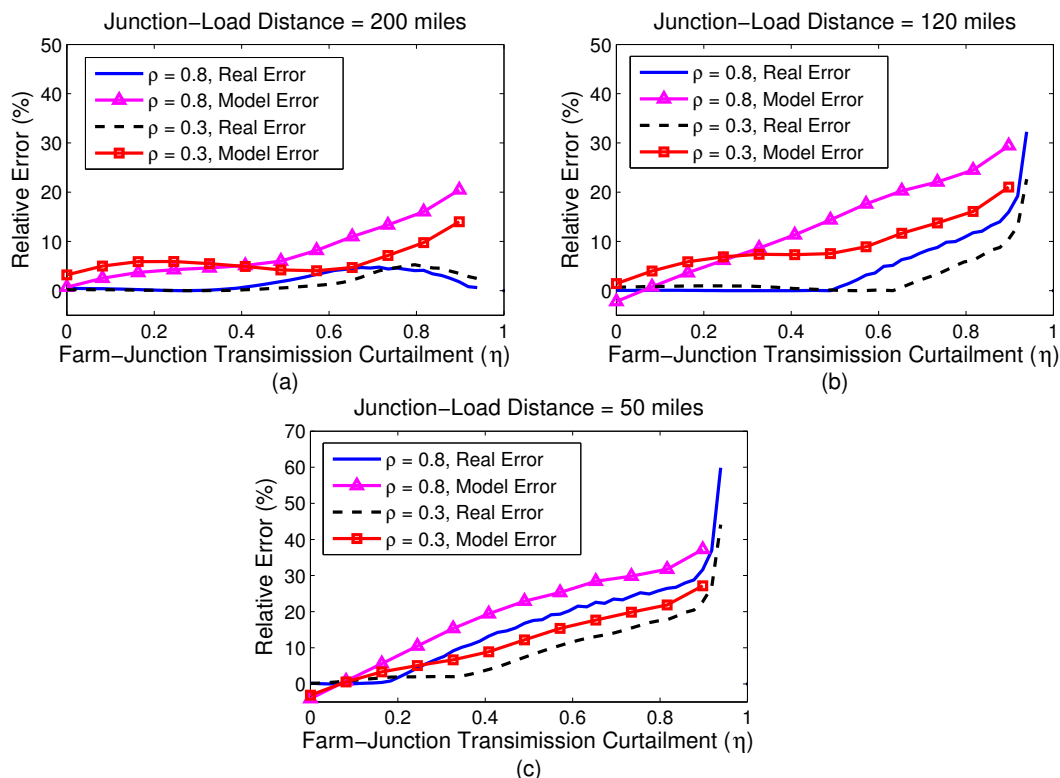 Junction−Load Distance = 200 miles
50
40
30
20
10
0
Relative Error (%)
ρ = 0.8, Real Error
ρ = 0.8, Model Error
ρ = 0.3, Real Error
ρ = 0.3, Model Error
0 0.2 0.4 0.6 0.8 1
Farm−Junction Transimission Curtailment (η)
(a)
Junction−Load Distance = 120 miles
50
40
30
20
10
0
Relative Error (%)
ρ = 0.8, Real Error
ρ = 0.8, Model Error
ρ = 0.3, Real Error
ρ = 0.3, Model Error
0 0.2 0.4 0.6 0.8 1
Farm−Junction Transimission Curtailment (η)
(b)
Junction−Load Distance = 50 miles
70
60
50
40
30
20
10
0
Relative Error (%)
ρ = 0.8, Real Error
ρ = 0.8, Model Error
ρ = 0.3, Real Error
ρ = 0.3, Model Error
0 0.2 0.4 0.6 0.8 1
Farm−Junction Transimission Curtailment (η)
(c)